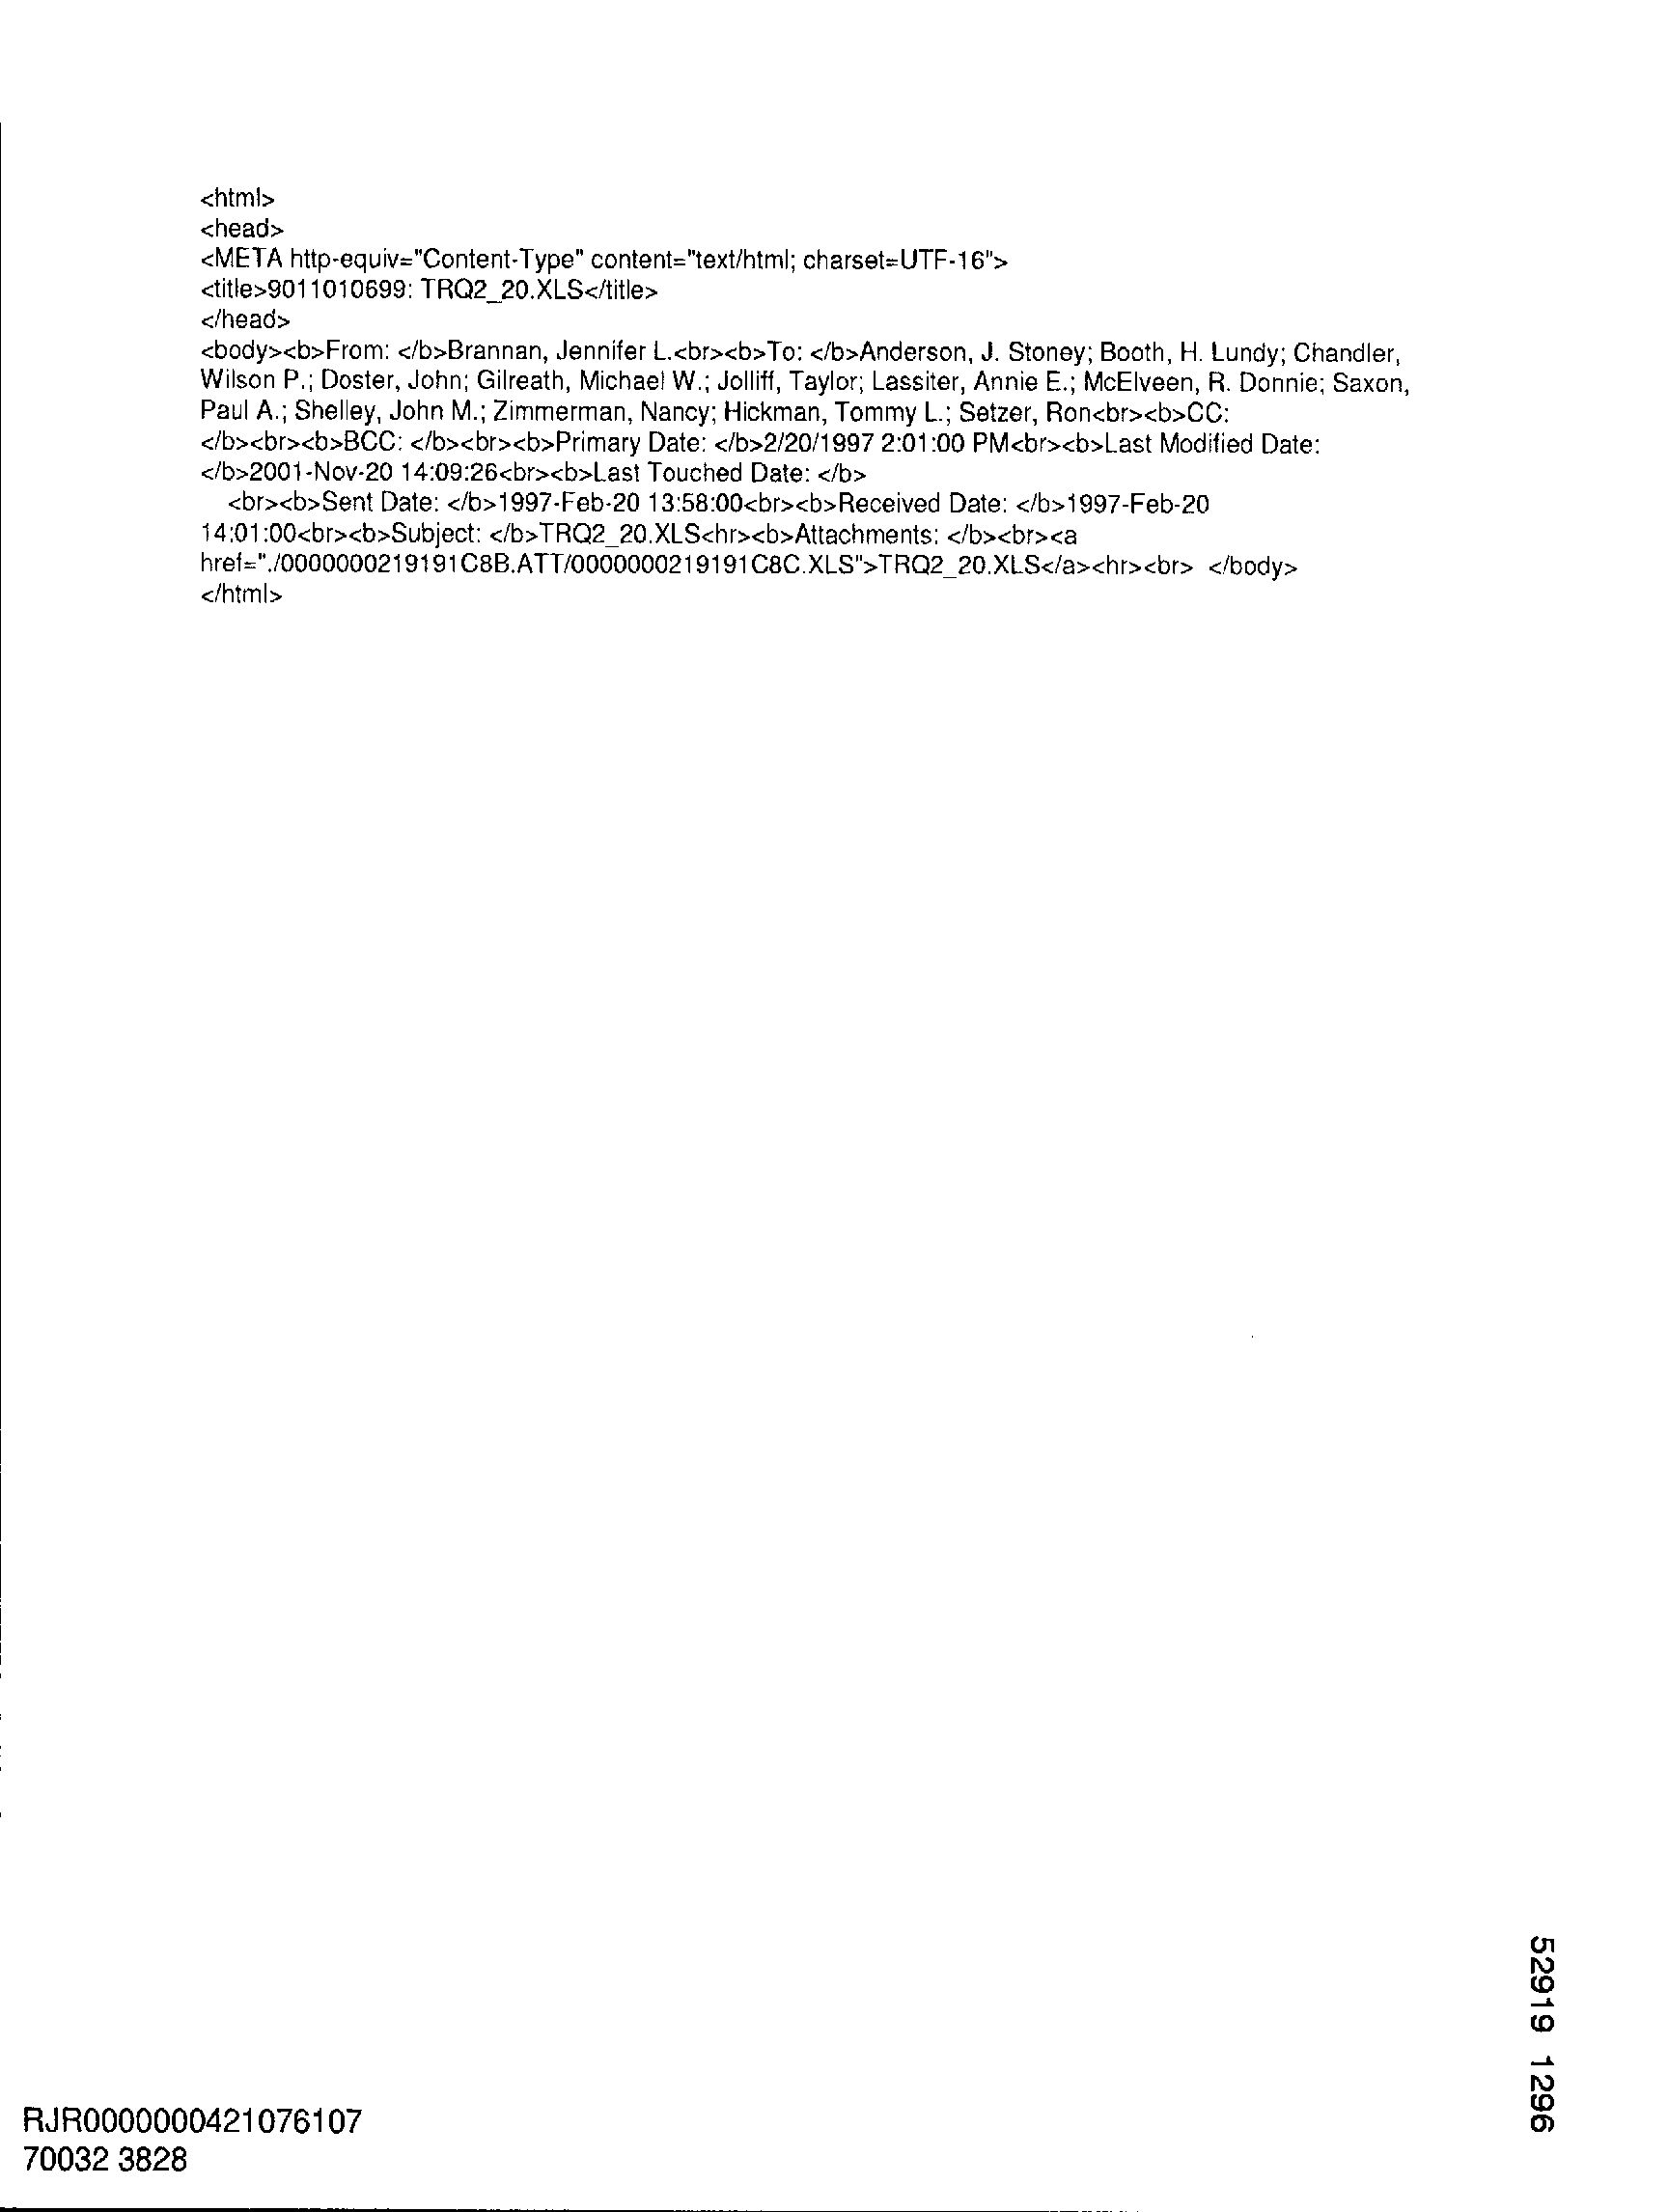 <html>
<head>
<META http-equiv="Content-Type" content="text/html; charset=UTF-16">
<title>9011010699: TRQ2_20.XLS</title>
</head>
<body><b>From: </b>Brannan, Jennifer L.<br><b>To: </b>Anderson, J. Stoney; Booth, H. Lundy; Chandler,
Wilson P.; Doster, John; Gilreath, Michael W.; Jolliff, Taylor; Lassiter, Annie E.; McElveen, R. Donnie; Saxon,
Paul A.; Shelley, John M.; Zimmerman, Nancy; Hickman, Tommy L.; Setzer, Ron<br><b>CC:
</b><br><b>BCC: </b><br><b>Primary Date: </b>2/20/1997 2:01:00 PM<br><b>Last Modified Date:
</b>2001-Nov-20 14:09:26<br><b>Last Touched Date: </b>
<br><b>Sent Date: </b>1997-Feb-20 13:58:00<br><b>Received Date: </b>1997-Feb-20
14:01:00<br><b>Subject: </b>TRQ2_20.XLS<hr><b>Attachments: </b><br><a
href="./0000000219191C8B.ATT/0000000219191C8C.XLS">TRQ2_20.XLS</a><hr><br> </body>
</html>
52919 1296
RJR0000000421076107
70032 3828